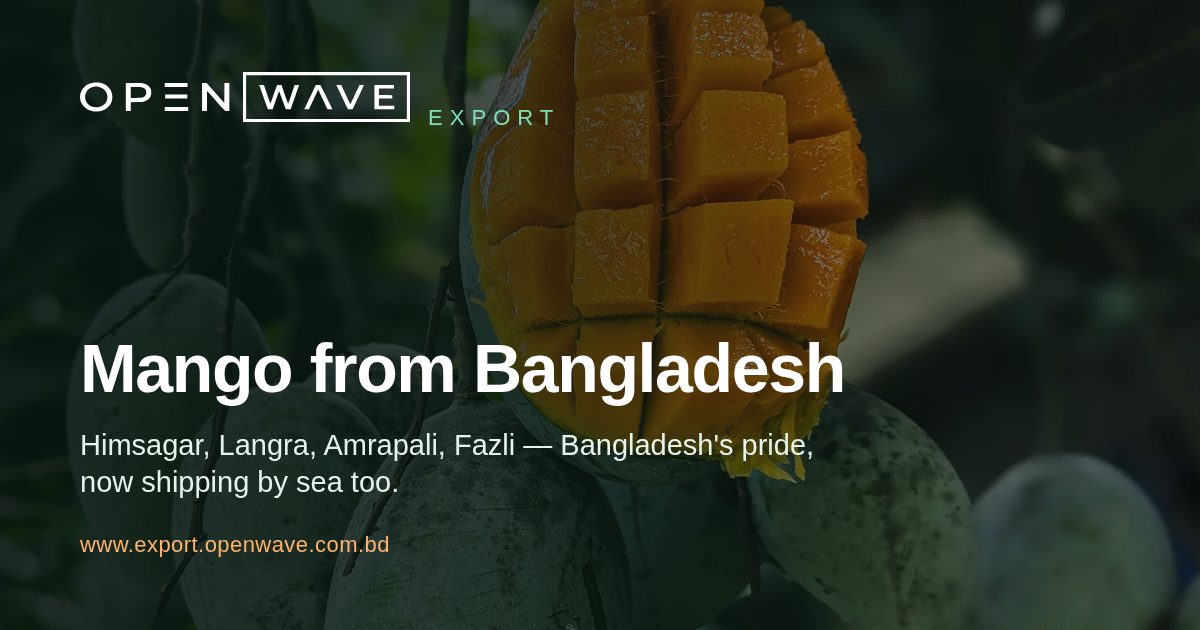 OPEN WAVE EXPORT
Mango from Bangladesh
Himsagar, Langra, Amrapali, Fazli — Bangladesh's pride,
now shipping by sea too.
www.export.openwave.com.bd